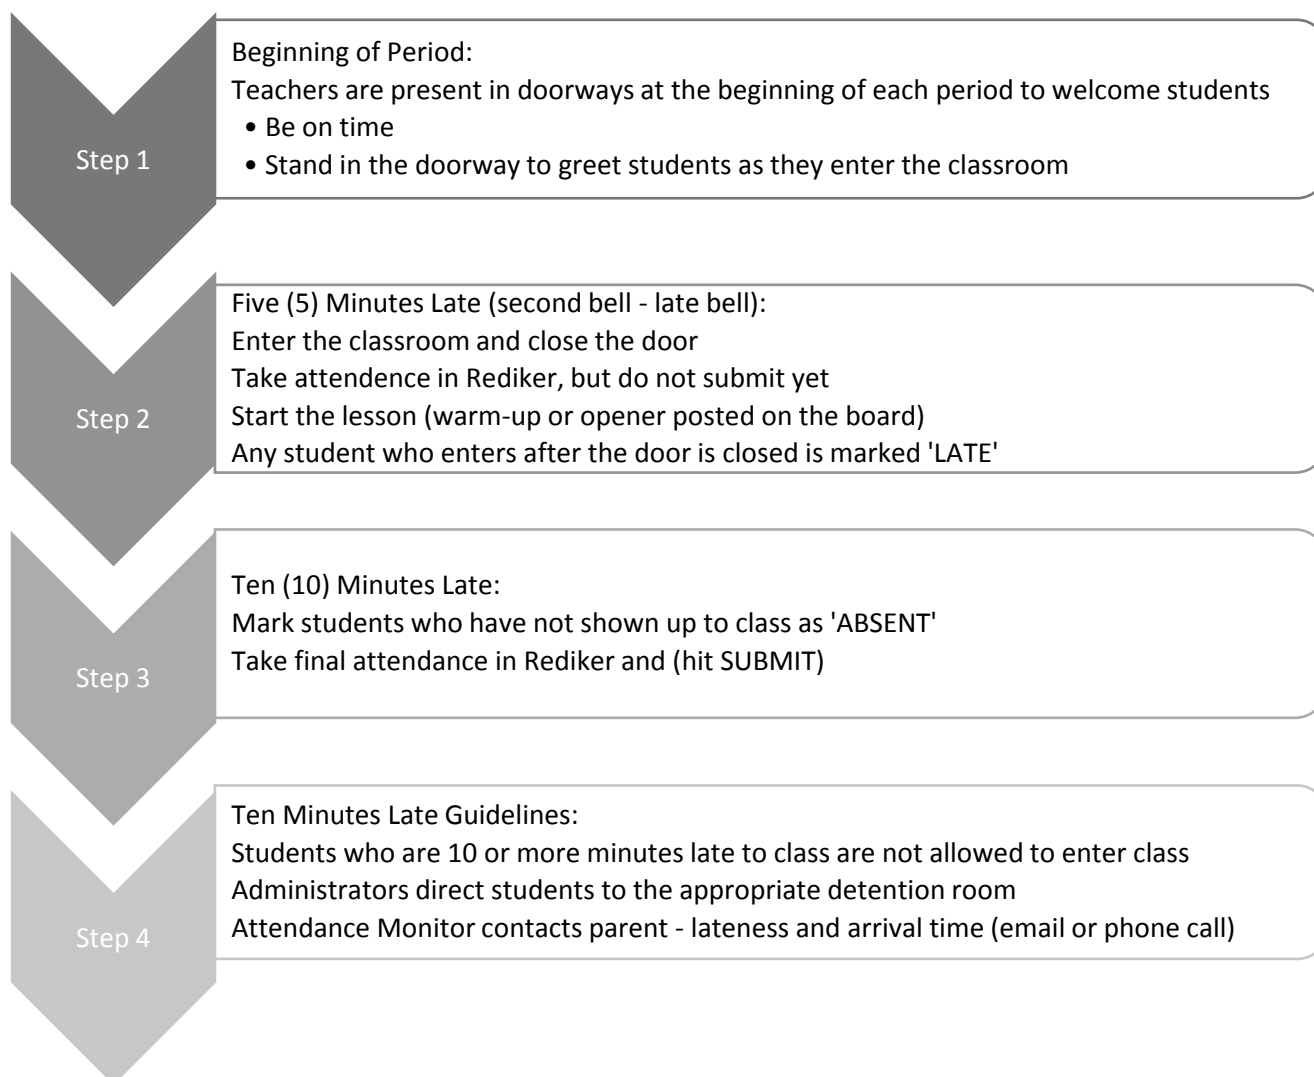 Step 1
Beginning of Period:
Teachers are present in doorways at the beginning of each period to welcome students
• Be on time
• Stand in the doorway to greet students as they enter the classroom
Step 2
Five (5) Minutes Late (second bell - late bell):
Enter the classroom and close the door
Take attendence in Rediker, but do not submit yet
Start the lesson (warm-up or opener posted on the board)
Any student who enters after the door is closed is marked 'LATE'
Step 3
Ten (10) Minutes Late:
Mark students who have not shown up to class as 'ABSENT'
Take final attendance in Rediker and (hit SUBMIT)
Step 4
Ten Minutes Late Guidelines:
Students who are 10 or more minutes late to class are not allowed to enter class
Administrators direct students to the appropriate detention room
Attendance Monitor contacts parent - lateness and arrival time (email or phone call)